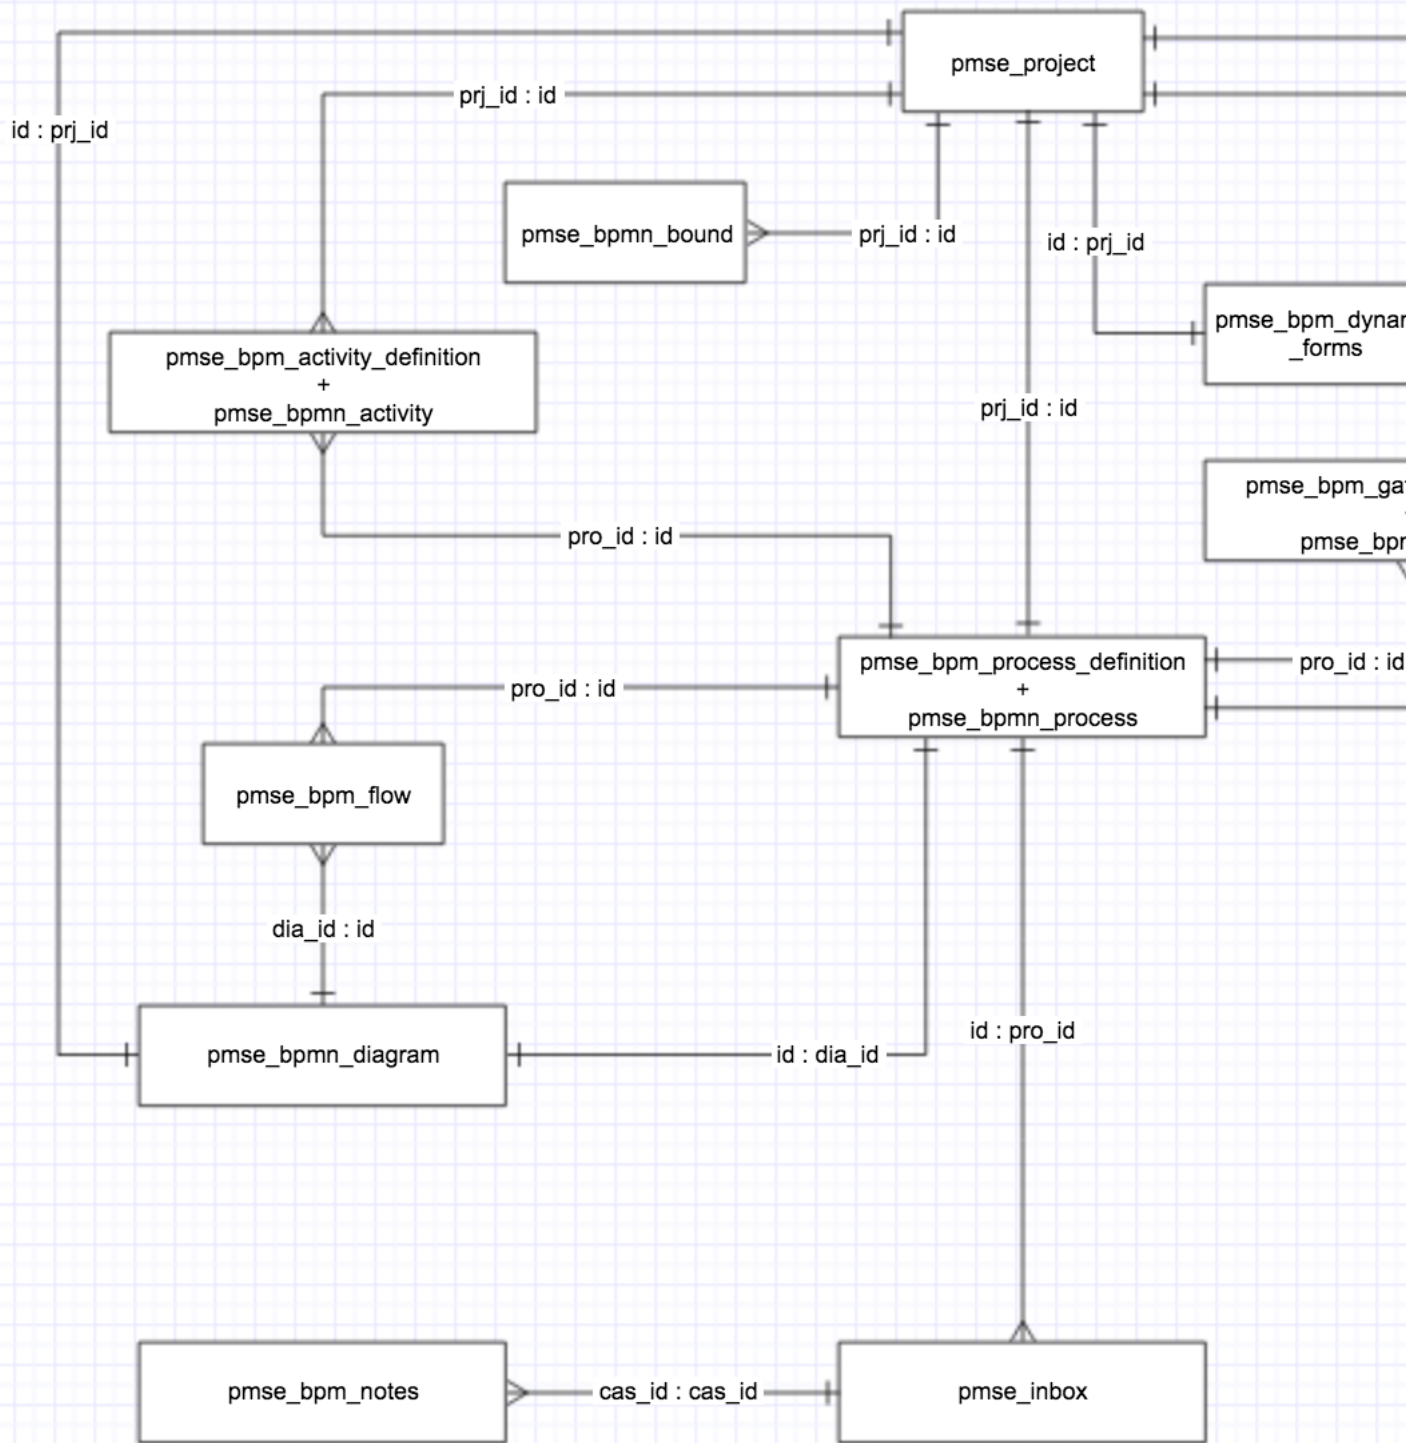 pmse_project
prj_id : id
id : prj_id
pmse_bpmn_bound
prj_id : id
id : prj_id
pmse_bpm_activity_definition
+
pmse_bpmn_activity
_forms
prj_id : id
pro_id : id
pmse_bpm_process_definition
+
pmse_bpmn_process
pro_id : id
pro_id : id
pmse_bpm_flow
dia_id : id
id : pro_id
pmse_bpmn_diagram
id : dia_id
pmse_bpm_notes
cas_id : cas_id
pmse_inbox